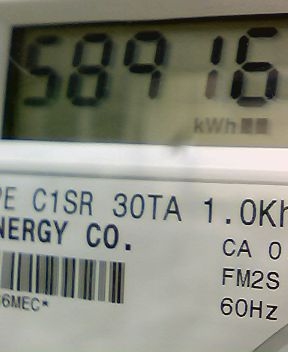 58916
kWh
PE C1SR 30TA 1.0Kh
NERGY CO.
CA 0
FM2S
6MEC*
60Hz